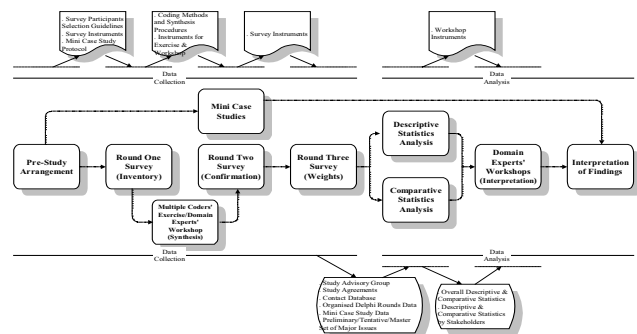 . Survey Participants
Selection Guidelines
. Survey Instruments
. Mini Case Study
Protocol
. Coding Methods
and Synthesis
Procedures
. Instruments for
Exercise &
Workshop
. Survey Instruments
. Workshop
Instruments
Data
Collection
Data
Analysis
Mini Case
Studies
Descriptive
Statistics
Analysis
Pre-Study
Arrangement
Round One
Survey
(Inventory)
Round Two
Survey
(Confirmation)
Round Three
Survey
(Weights)
Domain
Experts'
Workshops
(Interpretation)
Interpretation
of Findings
Multiple Coders'
Exercise/Domain
Experts'
Workshop
(Synthesis)
Comparative
Statistics
Analysis
Data
Collection
Data
Analysis
Study Advisory Group
Study Agreements
. Contact Database
. Organised Delphi Rounds Data
Mini Case Study Data
Preliminary/Tentative/Master
Set of Major Issues
. Overall Descriptive &
Comparative Statistics
. Descriptive &
Comparative Statistics
by Stakeholders